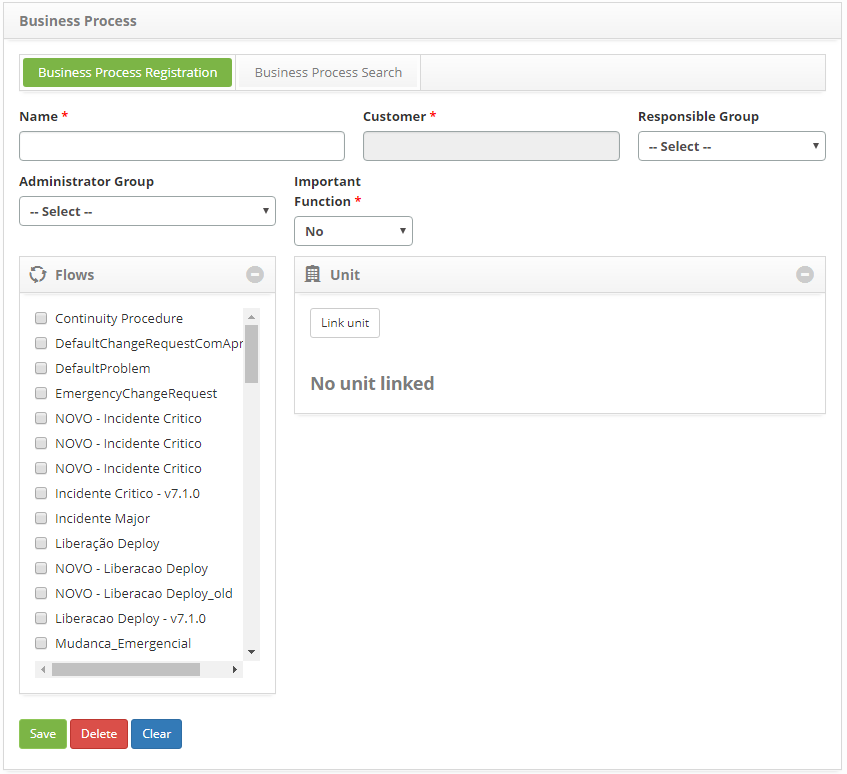 Business Process
Business Process Registration
Business Process Search
Name *
Customer *
Responsible Group
-- Select --
Administrator Group
Important
Function *
-- Select --
No
Flows
Unit
Continuity Procedure
DefaultChangeRequestComApr
DefaultProblem
EmergencyChangeRequest
NOVO - Incidente Critico
NOVO - Incidente Critico
NOVO - Incidente Critico
Incidente Critico - v7.1.0
Incidente Major
Liberação Deploy
NOVO - Liberacao Deploy
NOVO - Liberacao Deploy_old
Liberacao Deploy - v7.1.0
Mudanca_Emergencial
Link unit
No unit linked
Save
Delete
Clear